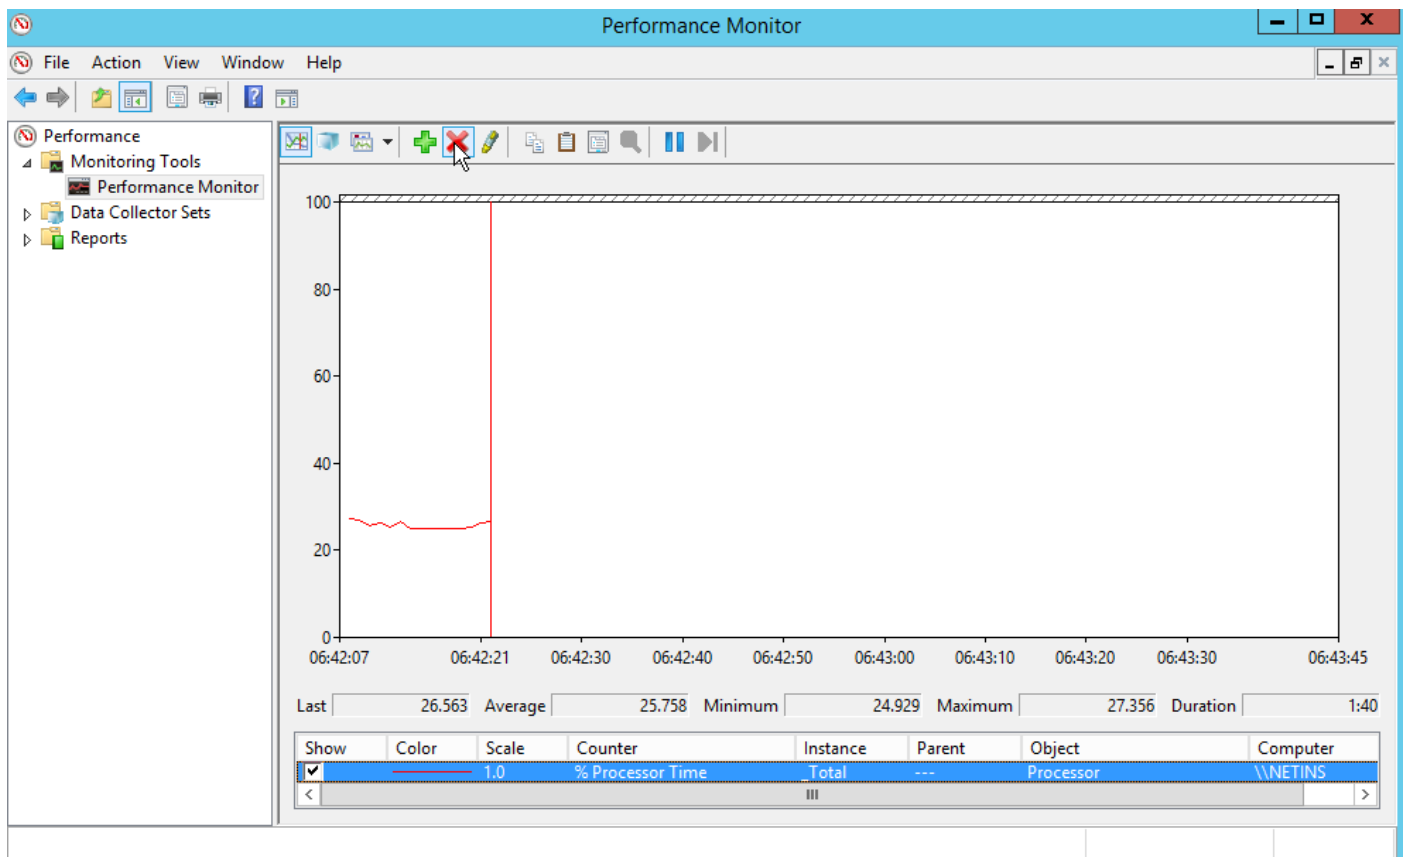 Performance Monitor
File Action View Window Help
Performance
Monitoring Tools
Performance Monitor
Data Collector Sets
Reports
100
80
60
40
20
0
06:42:07 06:42:21 06:42:30 06:42:40 06:42:50 06:43:00 06:43:10 06:43:20 06:43:30 06:43:45
Last 26.563 Average 25.758 Minimum 24.929 Maximum 27.356 Duration 1:40
Show Color Scale Counter Instance Parent Object Computer
1.0 % Processor Time _Total --- Processor \\NETINS